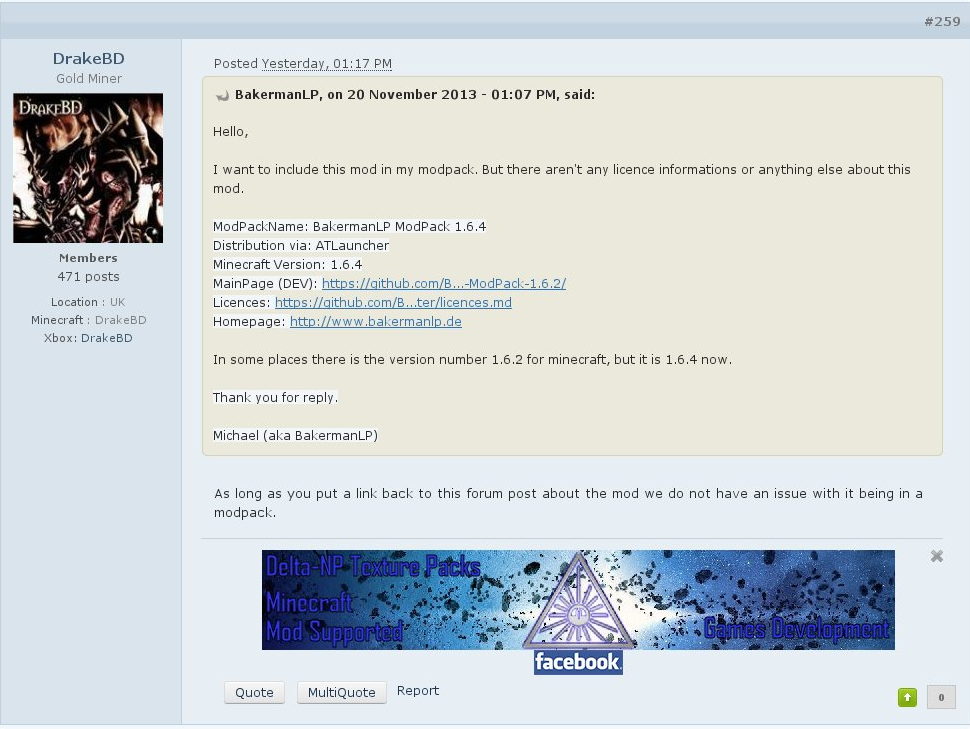 #259
DrakeBD
Gold Miner
DRAKEBD
Members
471 posts
Location : UK
Minecraft : DrakeBD
Xbox: DrakeBD
Posted Yesterday, 01:17 PM
BakermanLP, on 20 November 2013 - 01:07 PM, said:
Hello,
I want to include this mod in my modpack. But there aren't any licence informations or anything else about this
mod.
ModPackName: BakermanLP ModPack 1.6.4
Distribution via: ATLauncher
Minecraft Version: 1.6.4
MainPage (DEV): https://github.com/B...-ModPack-1.6.2/
Licences: https://github.com/B...ter/licences.md
Homepage: http://www.bakermanlp.de
In some places there is the version number 1.6.2 for minecraft, but it is 1.6.4 now.
Thank you for reply.
Michael (aka BakermanLP)
As long as you put a link back to this forum post about the mod we do not have an issue with it being in a
modpack.
Delta-NP Texture Packs
Minecraft
Mod Supported
Games Development
facebook.
Quote MultiQuote Report
0